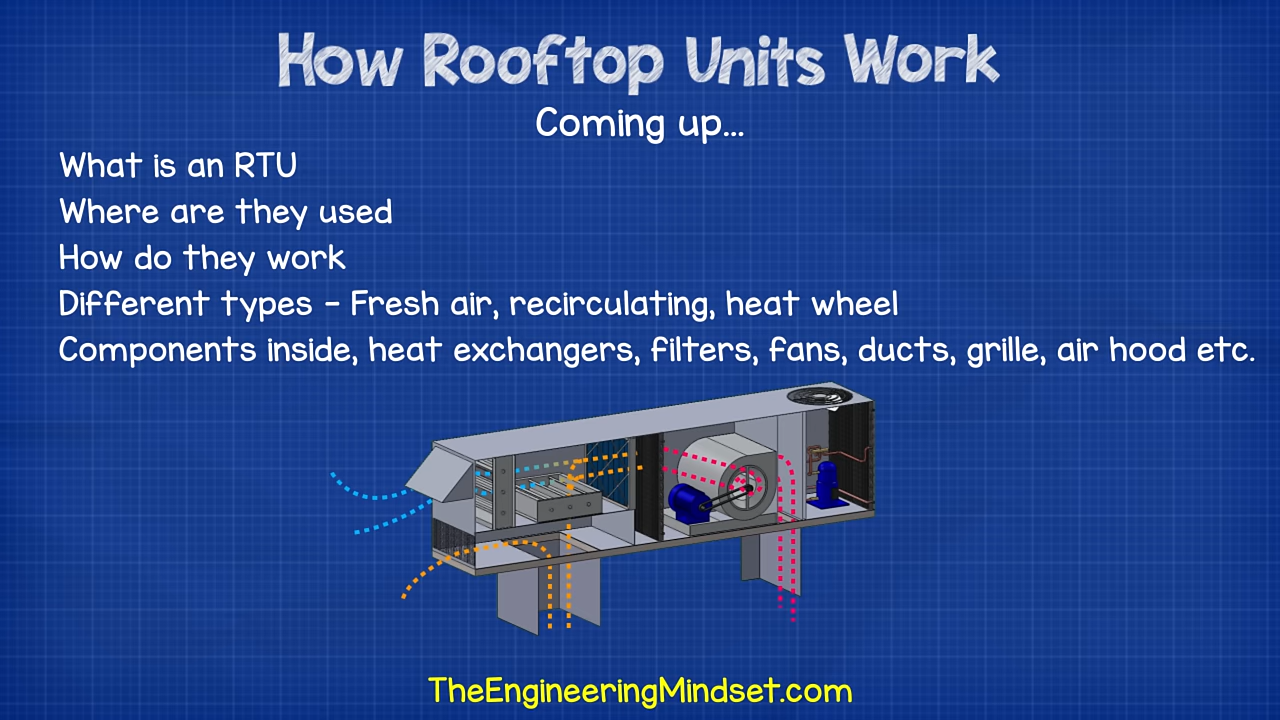 How Rooftop Units Work
Coming up...
What is an RTU
Where are they used
How do they work
Different types - Fresh air, recirculating, heat wheel
Components inside, heat exchangers, filters, fans, ducts, grille, air hood etc.
TheEngineeringMindset.com